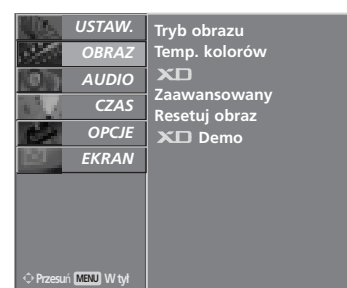 USTAW.
OBRAZ
AUDIO
CZAS
OPCJE
EKRAN
Tryb obrazu
Temp. kolorów
XD
Zaawansowany
Resetuj obraz
XD Demo
Przesuń MENU W tył